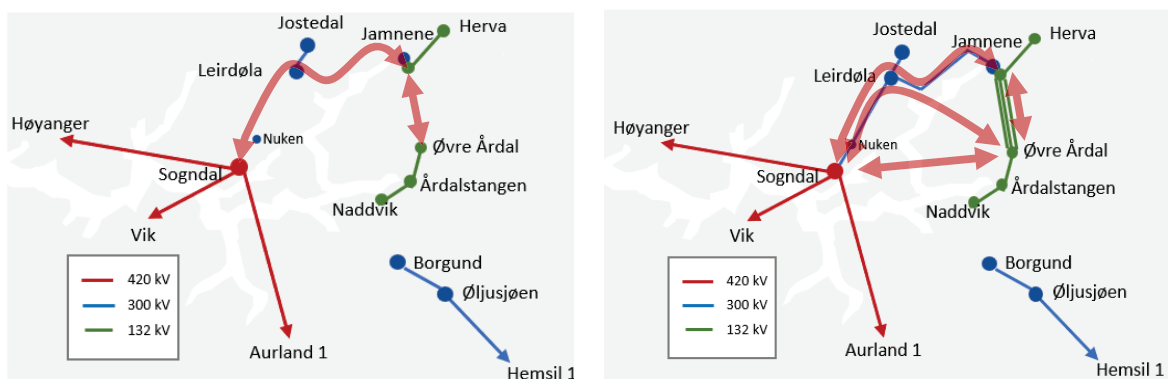 Jostedal
Jamnene
Herva
Leirdøla
Høyanger
Nuken
Øvre Årdal
Sogndal
Årdalstangen
Naddvik
Vik
420 kV
300 kV
132 kV
Borgund
Øljusjøen
Aurland 1
Hemsil 1
Jostedal
Jamnene
Herva
Leirdøla
Høyanger
Nuken
Øvre Årdal
Sogndal
Årdalstangen
Naddvik
Vik
420 kV
300 kV
132 kV
Borgund
Øljusjøen
Aurland 1
Hemsil 1